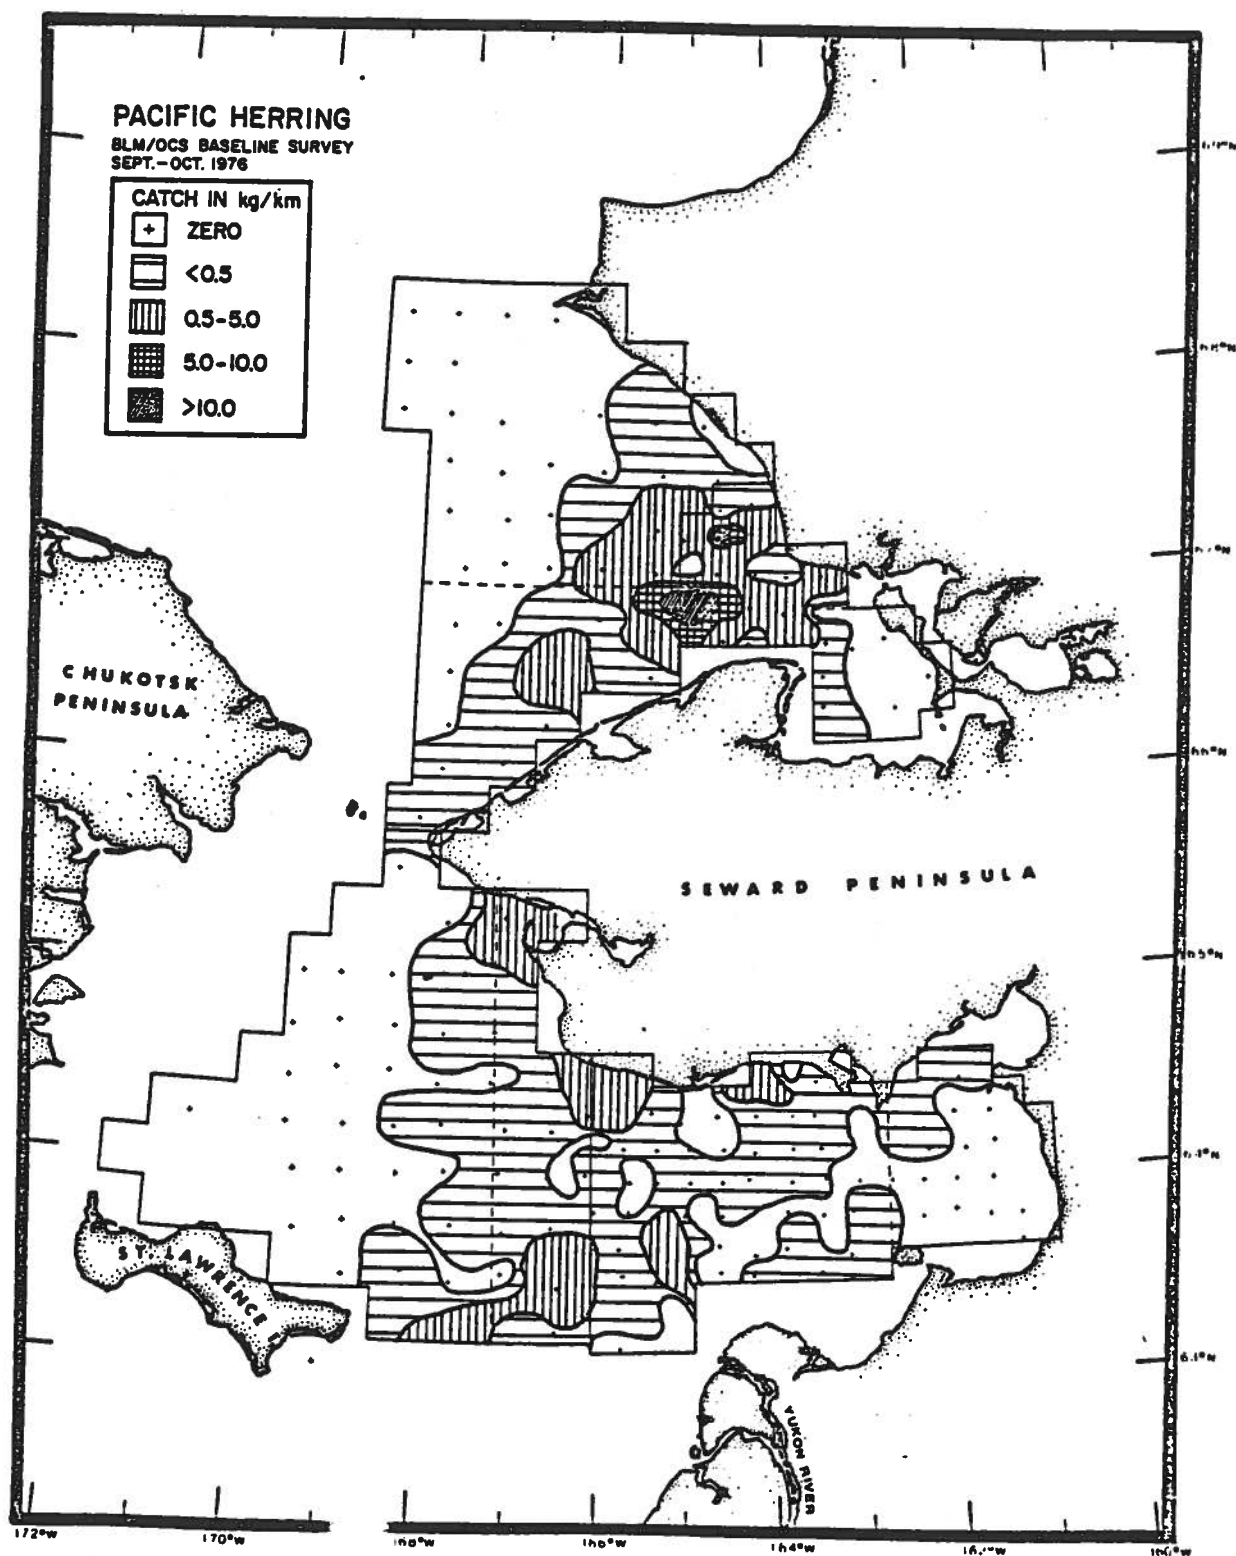 PACIFIC HERRING
BLM/OCS BASELINE SURVEY
SEPT.-OCT. 1976
CATCH IN kg/km
ZERO
<0.5
0.5-5.0
5.0-10.0
>10.0
CHUKOTSK
PENINSULA
SEWARD PENINSULA
ST. LAWRENCE I.
YUKON RIVER
172°W
170°W